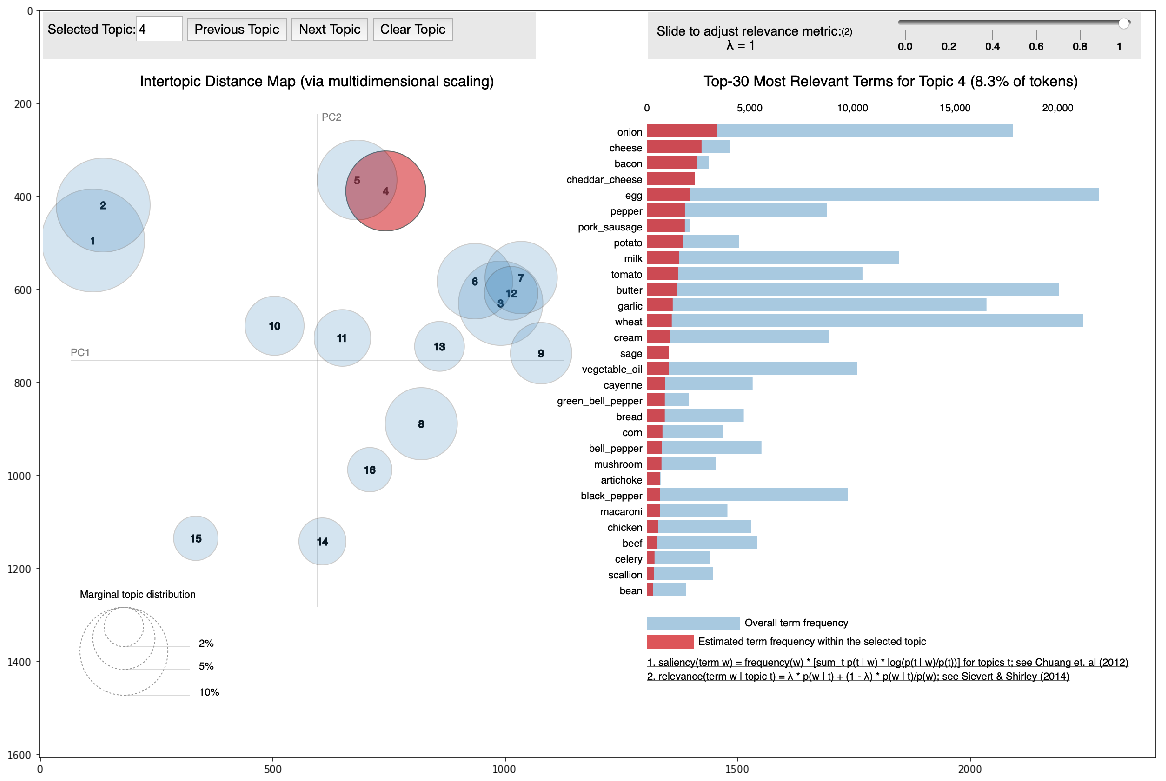 Selected Topic: 4 Previous Topic Next Topic Clear Topic
Slide to adjust relevance metric:(2)
λ = 1
0.0 0.2 0.4 0.6 0.8 1
Intertopic Distance Map (via multidimensional scaling)
PC2
PC1
5
4
2
1
6
7
12
3
10
11
13
9
8
16
15
14
Marginal topic distribution
2%
5%
10%
Top-30 Most Relevant Terms for Topic 4 (8.3% of tokens)
0 5,000 10,000 15,000 20,000
onion
cheese
bacon
cheddar_cheese
egg
pepper
pork_sausage
potato
milk
tomato
butter
garlic
wheat
cream
sage
vegetable_oil
cayenne
green_bell_pepper
bread
corn
bell_pepper
mushroom
artichoke
black_pepper
macaroni
chicken
beef
celery
scallion
bean
Overall term frequency
Estimated term frequency within the selected topic
1. saliency(term w) = frequency(w) * [sum_t p(t | w) * log(p(t | w)/p(t))] for topics t; see Chuang et. al (2012)
2. relevance(term w | topic t) = λ * p(w | t) + (1 - λ) * p(w | t)/p(w); see Sievert & Shirley (2014)
0
200
400
600
800
1000
1200
1400
1600
0 500 1000 1500 2000